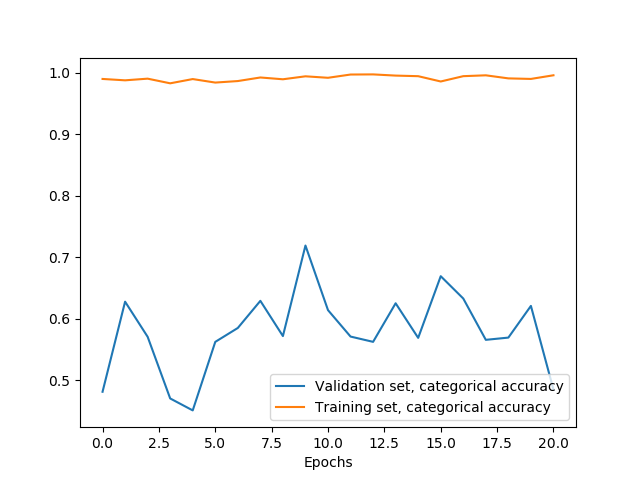 1.0
0.9
0.8
0.7
0.6
0.5
Validation set, categorical accuracy
Training set, categorical accuracy
0.0 2.5 5.0 7.5 10.0 12.5 15.0 17.5 20.0
Epochs